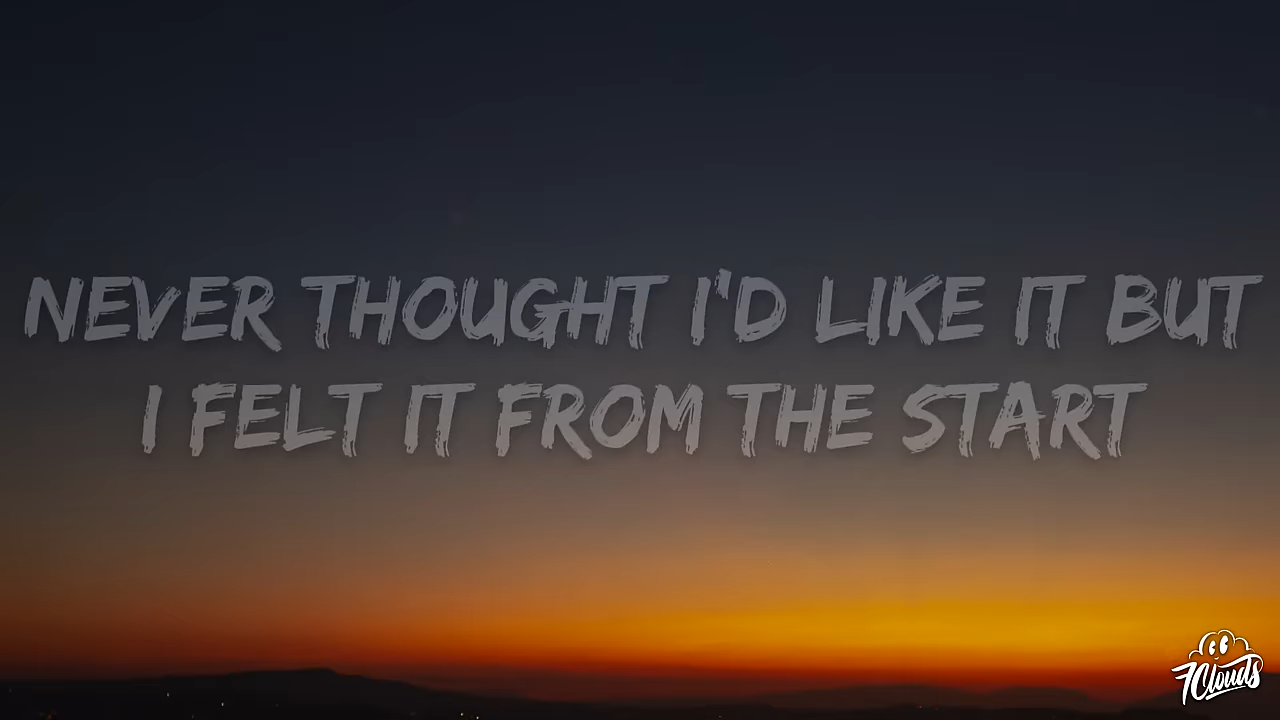 NEVER THOUGHT I'D LIKE IT BUT
I FELT IT FROM THE START
7Clouds